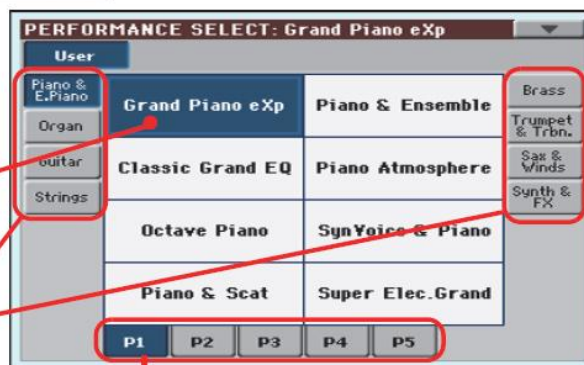 PERFORMANCE SELECT: Grand Piano eXp
User
Piano & E.Piano
Organ
Guitar
Strings
Grand Piano eXp
Piano & Ensemble
Classic Grand EQ
Piano Atmosphere
Octave Piano
SynVoice & Piano
Piano & Scat
Super Elec.Grand
Brass
Trumpet & Trbn.
Sax & Winds
Synth & FX
P1 P2 P3 P4 P5